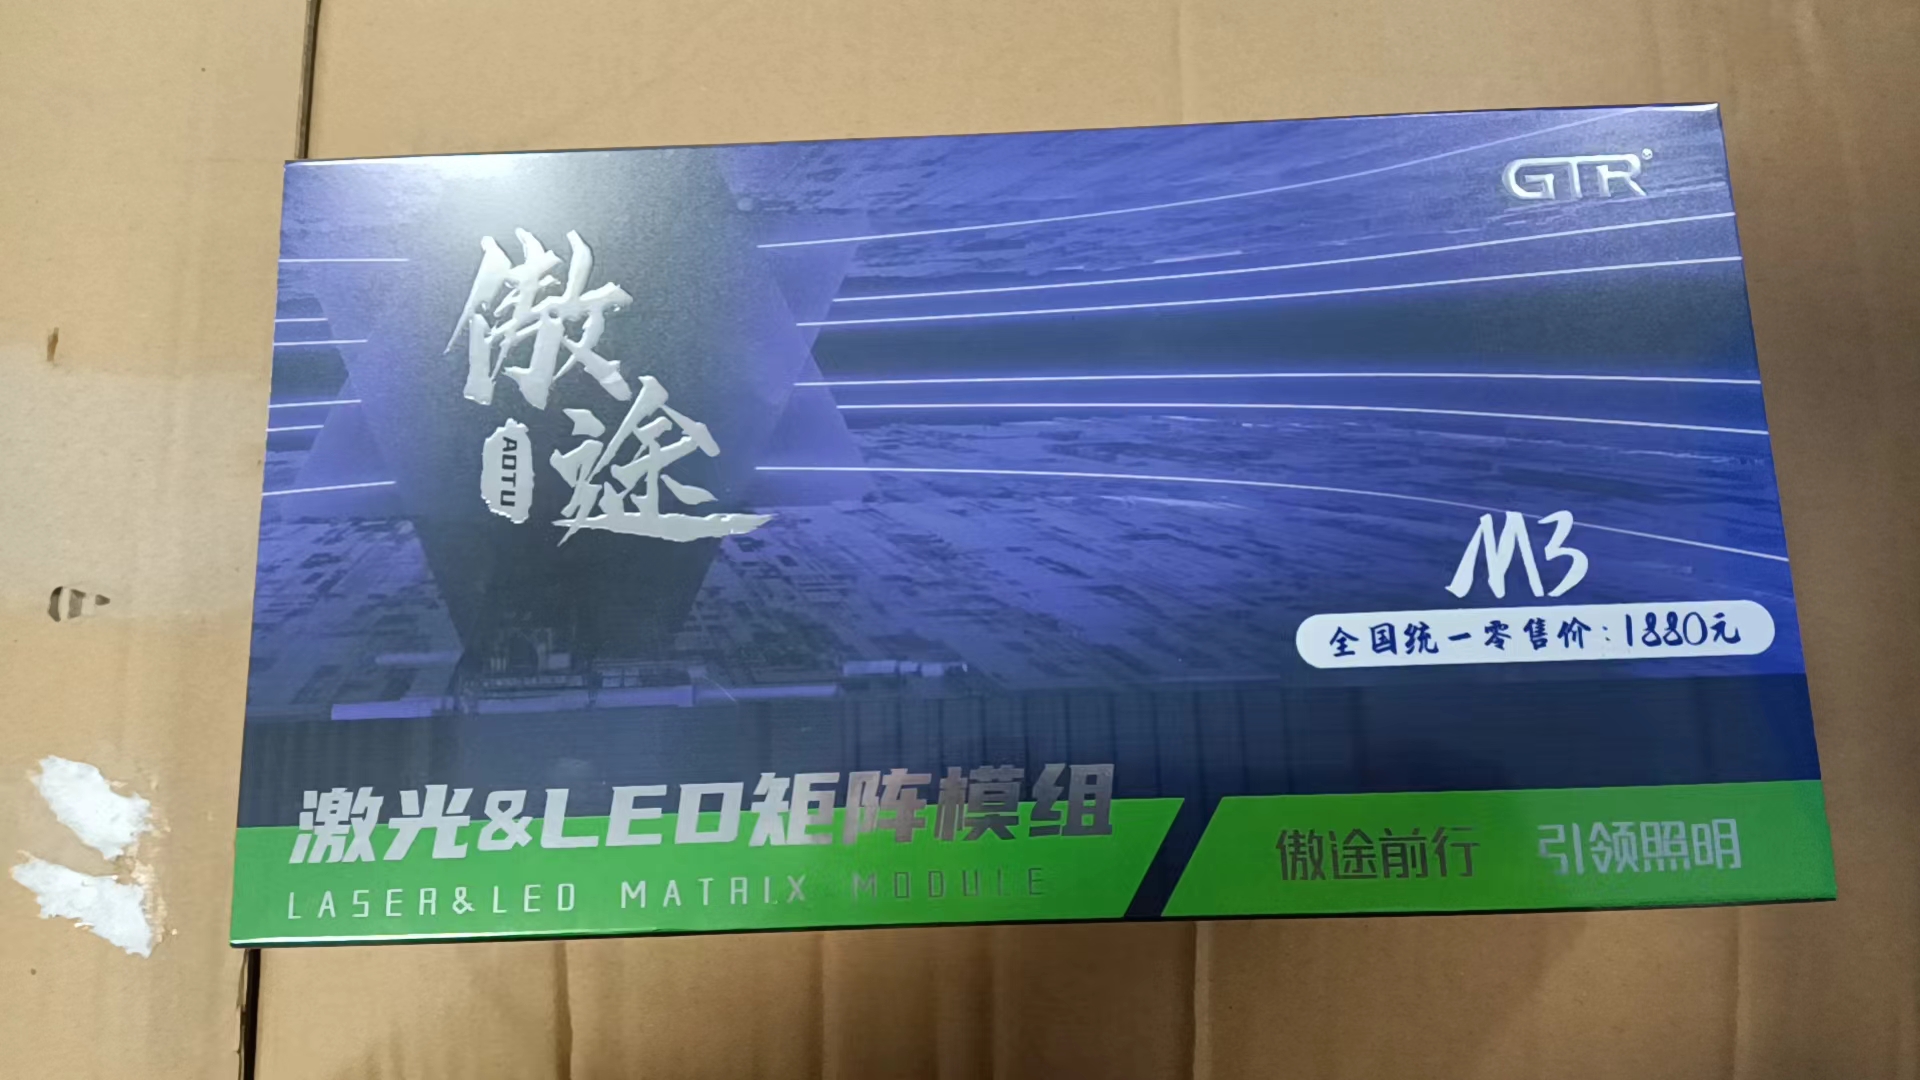 GTR
傲途
AOTU
M3
全国统一零售价:1880元
激光&LED矩阵模组
LASER&LED MATRIX MODULE
傲途前行 引领照明